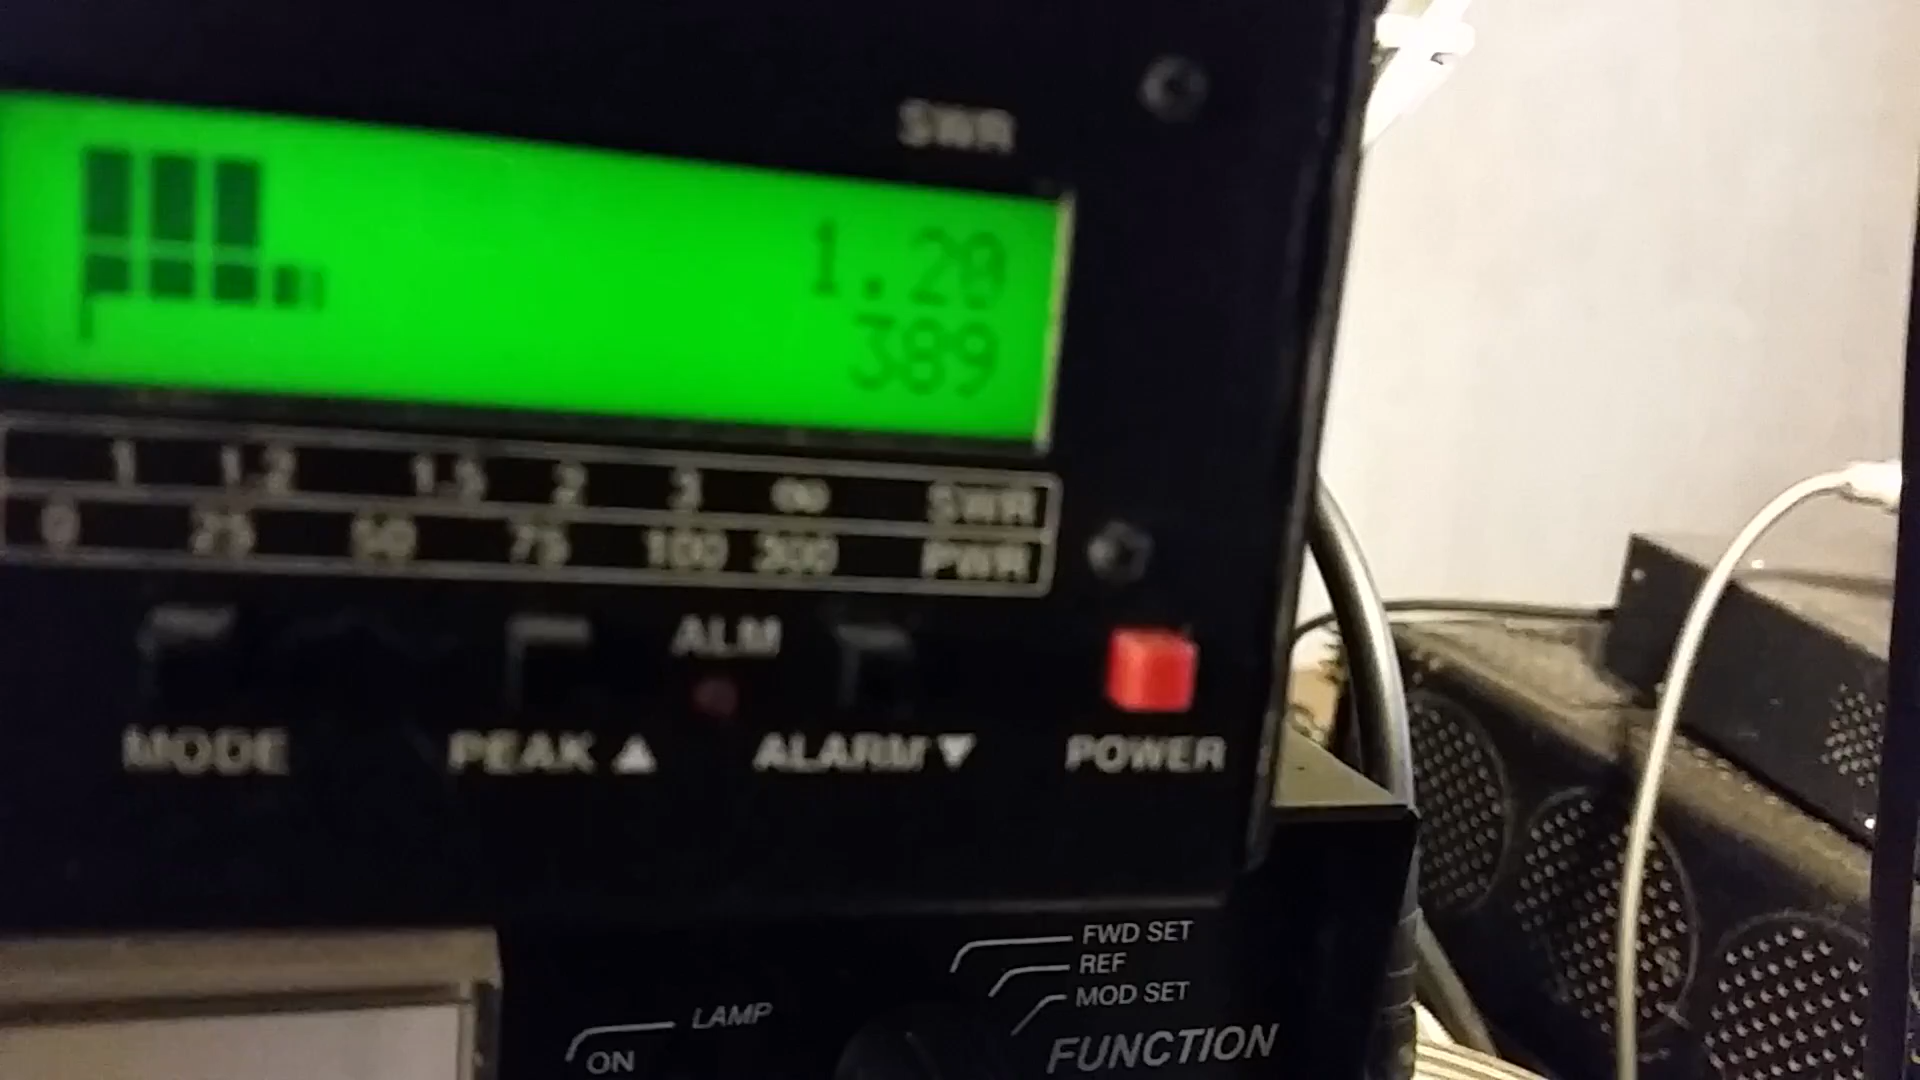 SWR
1.20
389
1 1.2 1.5 2 3 ∞ SWR
0 25 50 75 100 300 PWR
ALM
MODE PEAK ▲ ALARM ▼ POWER
FWD SET
REF
MOD SET
LAMP
ON
FUNCTION